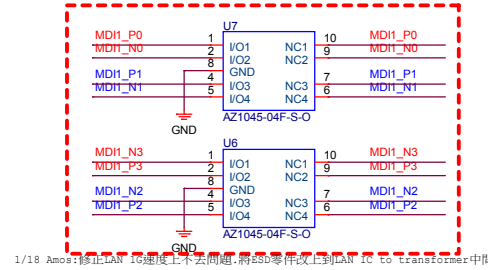 U7
MDI1_P0 1 I/O1 NC1 10 MDI1_P0
MDI1_N0 2 I/O2 NC2 9 MDI1_N0
8 GND
MDI1_P1 4 I/O3 NC3 7 MDI1_P1
MDI1_N1 5 I/O4 NC4 6 MDI1_N1
AZ1045-04F-S-O
GND
U6
MDI1_N3 1 I/O1 NC1 10 MDI1_N3
MDI1_P3 2 I/O2 NC2 9 MDI1_P3
8 GND
MDI1_N2 4 I/O3 NC3 7 MDI1_N2
MDI1_P2 5 I/O4 NC4 6 MDI1_P2
AZ1045-04F-S-O
GND
1/18 Amos:修正LAN 1G速度上不去問題.將ESD零件改上到LAN IC to transformer中間